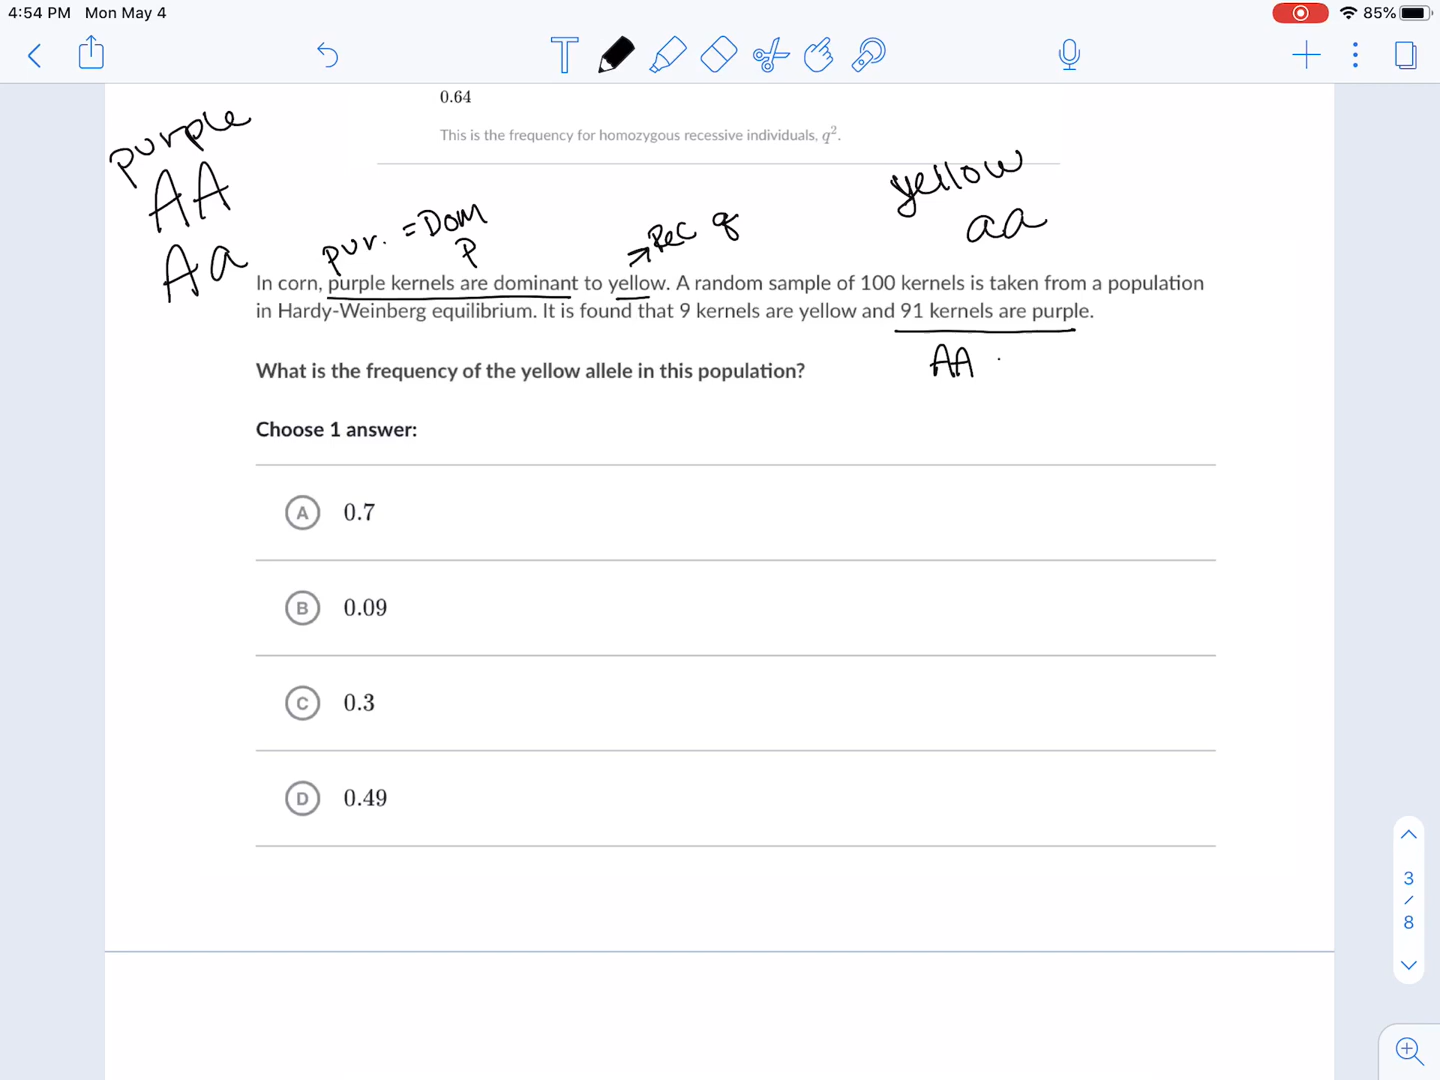 4:54 PM Mon May 4
85%
T
0.64
This is the frequency for homozygous recessive individuals, q².
purple
AA
Aa
pur. = Dom
P
→ Rec q
yellow
aa
In corn, purple kernels are dominant to yellow. A random sample of 100 kernels is taken from a population
in Hardy-Weinberg equilibrium. It is found that 9 kernels are yellow and 91 kernels are purple.
AA
What is the frequency of the yellow allele in this population?
Choose 1 answer:
A 0.7
B 0.09
C 0.3
D 0.49
3
/
8